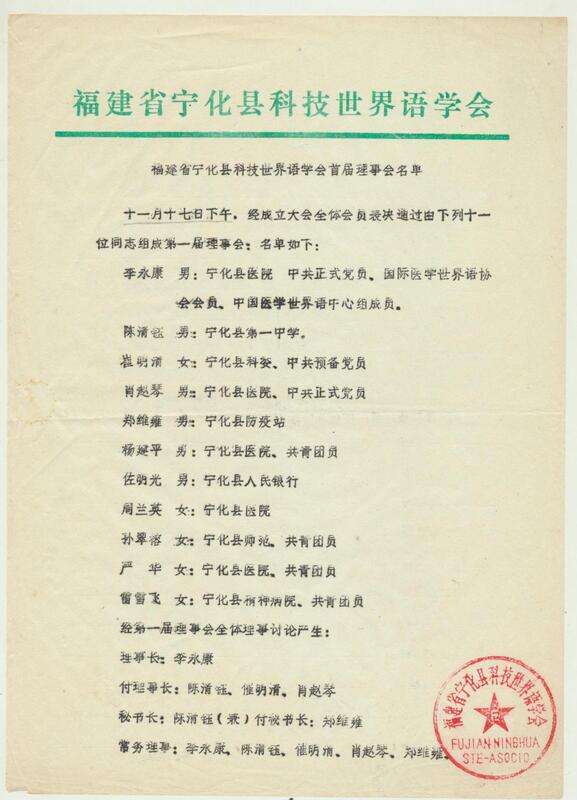 福建省宁化县科技世界语学会
福建省宁化县科技世界语学会首届理事会名单
十一月十七日下午，经成立大会全体会员表决通过由下列十一
位同志组成第一届理事会；名单如下：
李永康 男：宁化县医院 中共正式党员、国际医学世界语协
会会员、中国医学世界语中心组成员。
陈清钰 男：宁化县第一中学。
崔明清 女：宁化县科委、中共预备党员
肖赵琴 男：宁化县医院、中共正式党员
郑维雍 男：宁化县防疫站
杨建平 男：宁化县医院、共青团员
佐明光 男：宁化县人民银行
周兰英 女：宁化县医院
孙翠溶 女：宁化县师范、共青团员
严 华 女：宁化县医院、共青团员
雷雪飞 女：宁化县精神病院、共青团员
经第一届理事会全体理事讨论产生：
理事长：李永康
付理事长：陈清钰、催明清、肖赵琴
秘书长：陈清钰（兼）付秘书长：郑维雍
常务理事：李永康、陈清钰、催明清、肖赵琴、郑维雍、
福建省宁化县科技世界语学会
FUJIAN-NINGHUA
STE-ASOCIO